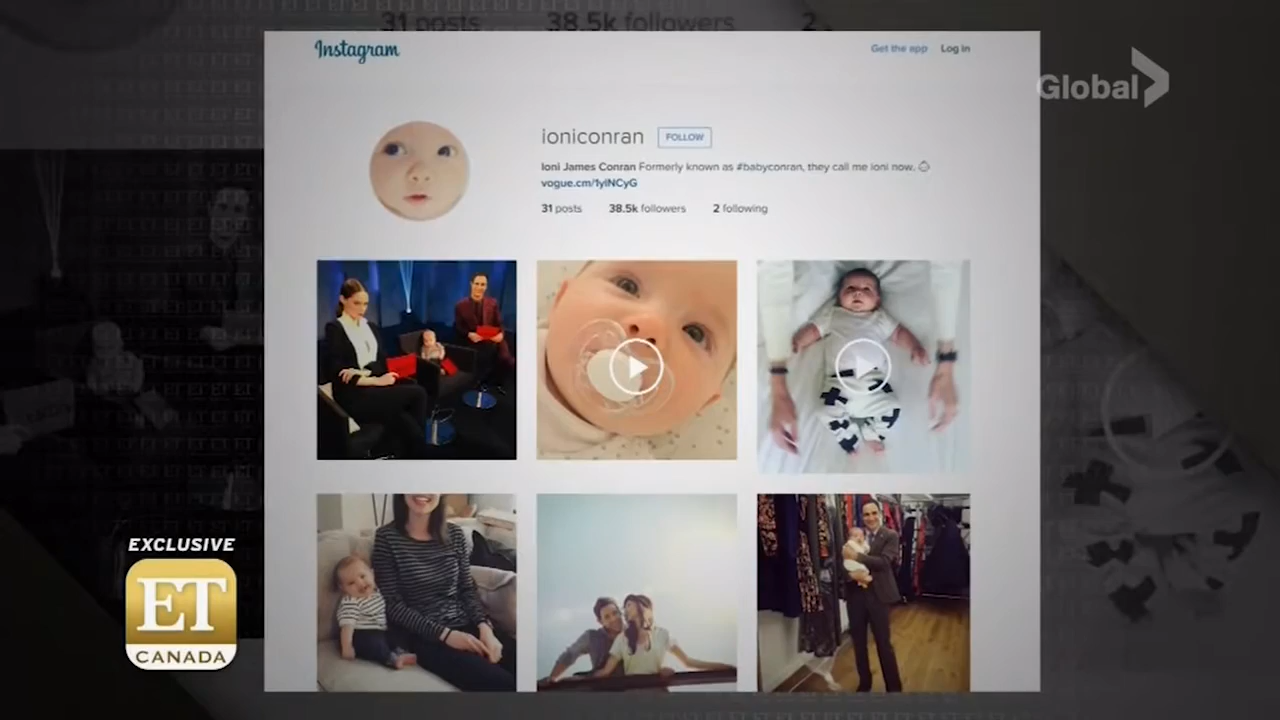 31 posts 38.5k followers 2
Instagram
Get the app Log in
Global
ioniconran FOLLOW
Ioni James Conran Formerly known as #babyconran, they call me ioni now.
vogue.cm/1ylNCyG
31 posts 38.5k followers 2 following
EXCLUSIVE
ET
CANADA